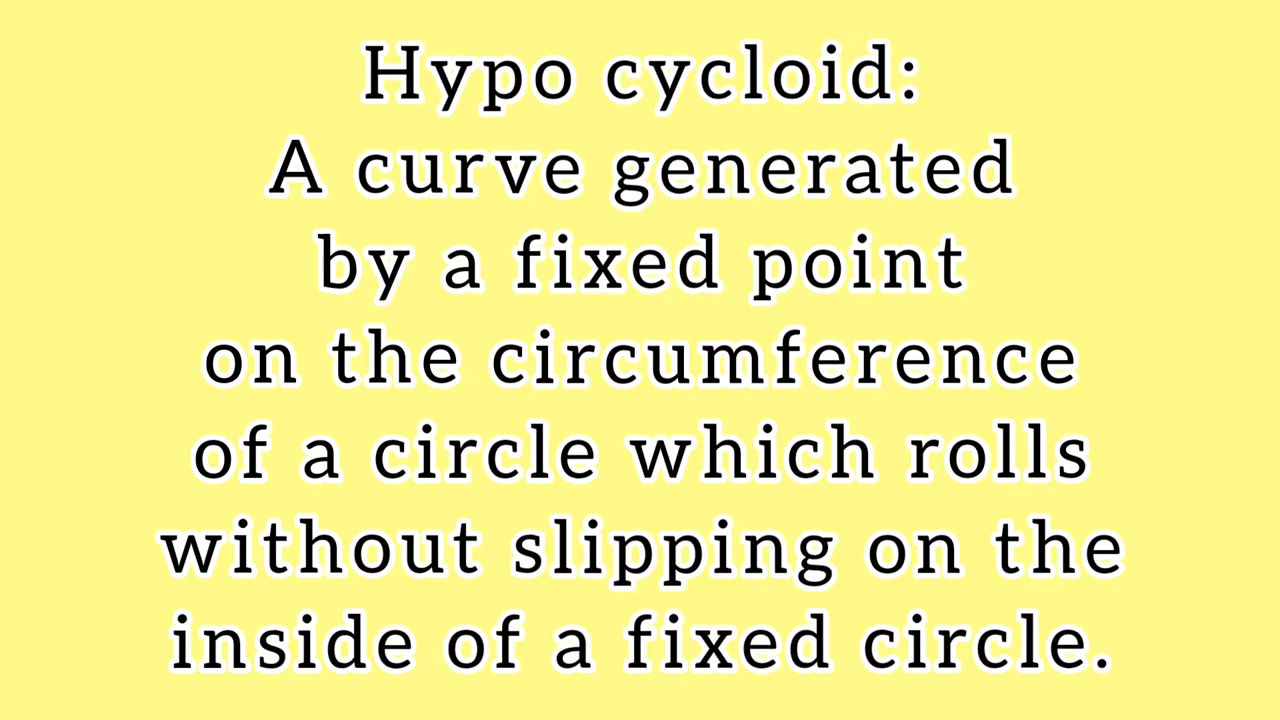 Hypo cycloid:
A curve generated
by a fixed point
on the circumference
of a circle which rolls
without slipping on the
inside of a fixed circle.